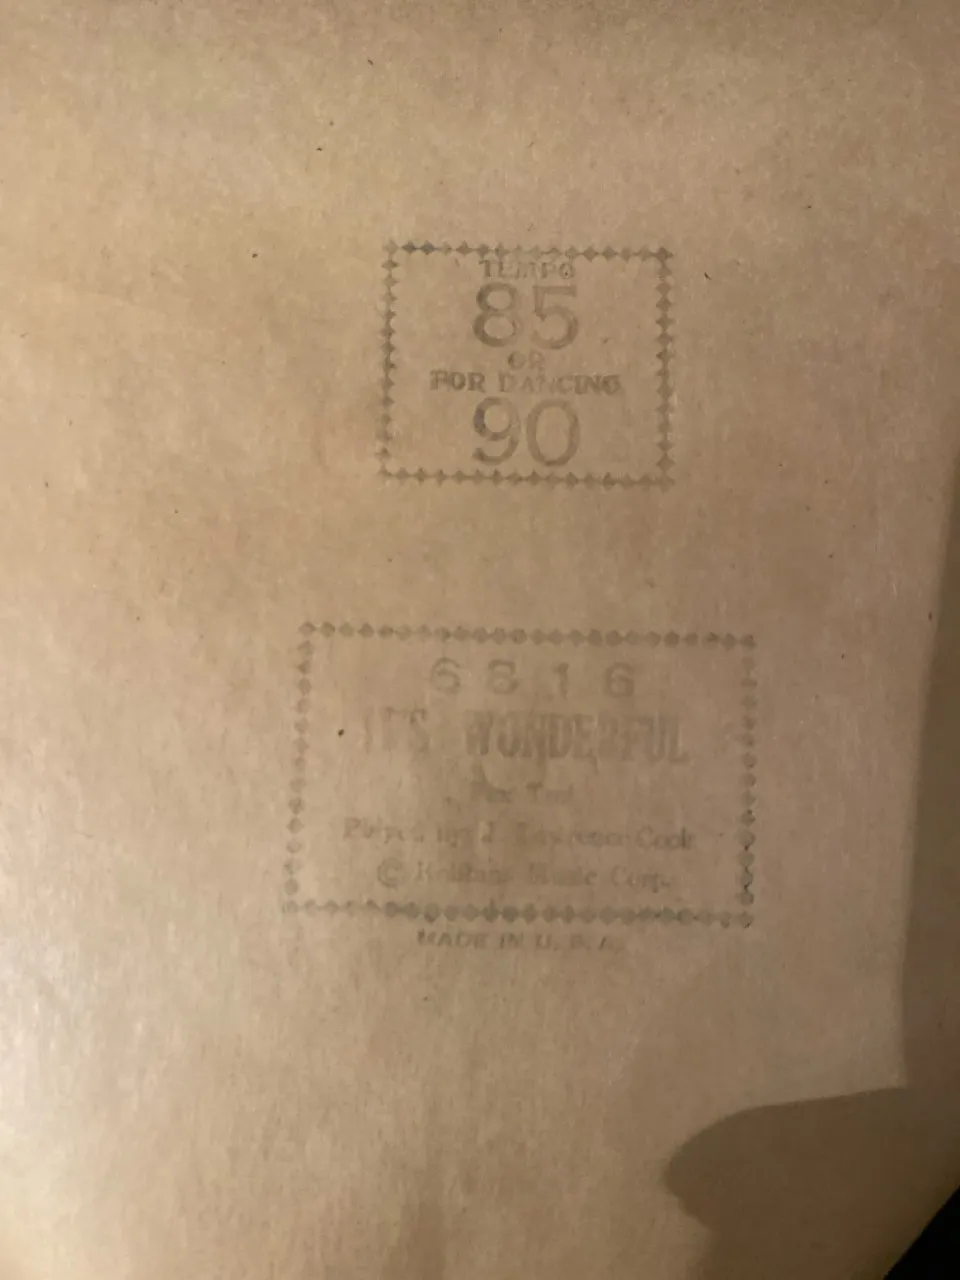 TEMPO
85
OR
FOR DANCING
90
6816
IT'S WONDERFUL
Fox Trot
Played by: J. Lawrence Cook
© Robbins Music Corp.
MADE IN U. S. A.